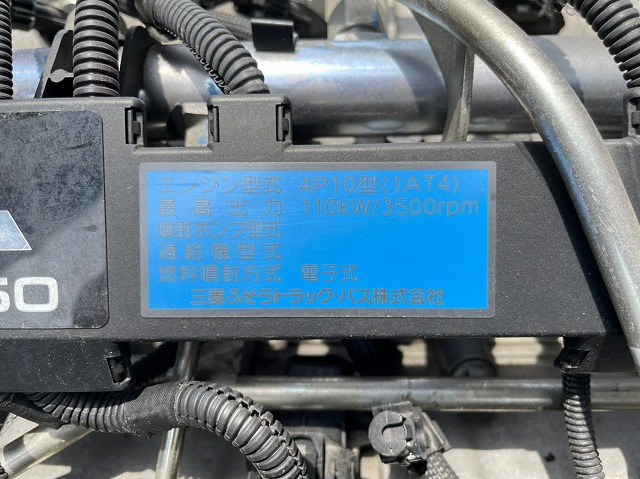 エンジン型式 4P10型(1AT4)
最高出力 110kW/3500rpm
噴射ポンプ型式
過給機型式
燃料噴射方式 電子式
三菱ふそうトラック・バス株式会社
50